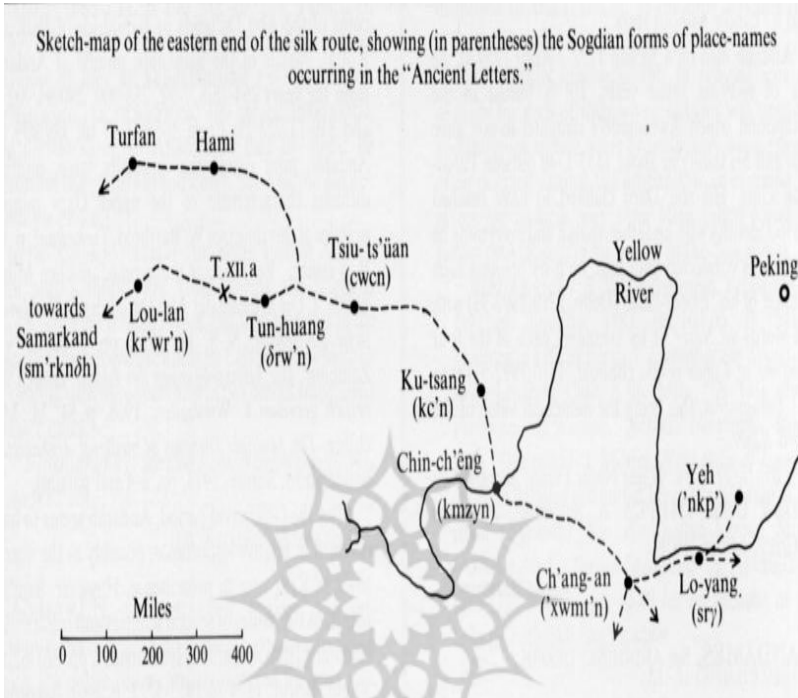 Sketch-map of the eastern end of the silk route, showing (in parentheses) the Sogdian forms of place-names
occurring in the “Ancient Letters.”
Turfan
Hami
T.XII.a
Tsiu-ts'üan
(cwcn)
Yellow
River
Peking
towards
Samarkand
(sm'rknδh)
Lou-lan
(kr'wr'n)
Tun-huang
(δrw'n)
Ku-tsang
(kc'n)
Chin-ch'êng
(kmzyn)
Yeh
('nkp')
Ch'ang-an
('xwmt'n)
Lo-yang
(srγ)
Miles
0 100 200 300 400